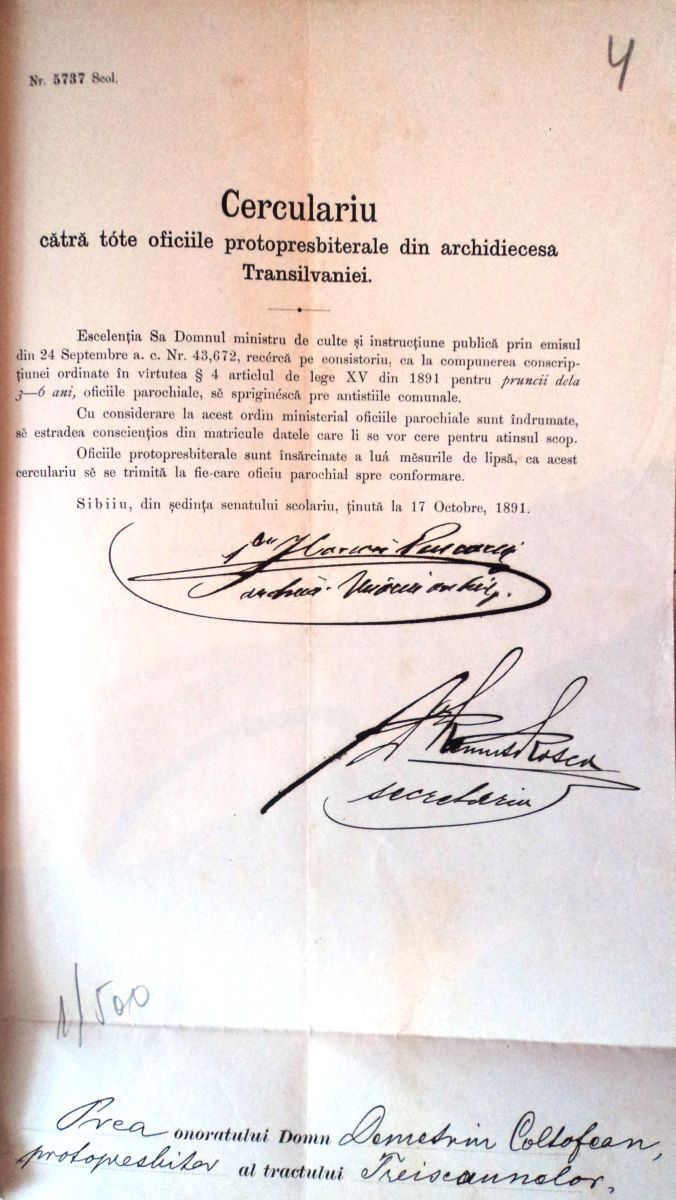 4
Nr. 5737 Scol.
Cerculariu
cătră tóte oficiile protopresbiterale din archidiecesa
Transilvaniei.
Escelenția Sa Domnul ministru de culte și instrucțiune publică prin emisul
din 24 Septembre a. c. Nr. 43,672, recércă pe consistoriu, ca la compunerea conscrip-
țiunei ordinate în virtutea § 4 articlul de lege XV din 1891 pentru pruncii dela
3—6 ani, oficiile parochiale, sĕ spriginéscă pre antistiile comunale.
Cu considerare la acest ordin ministerial oficiile parochiale sunt îndrumate,
sĕ estradea consciențios din matricule datele care li se vor cere pentru atinsul scop.
Oficiile protopresbiterale sunt însărcinate a luá mĕsurile de lipsă, ca acest
cerculariu sĕ se trimită la fie-care oficiu parochial spre conformare.
Sibiiu, din ședința senatului scolariu, ținută la 17 Octobre, 1891.
Remus Rosca
secretariu
1/500
Prea onoratului Domn Demetriu Coltofean,
protopresbiter al tractului Treiscaunelor.